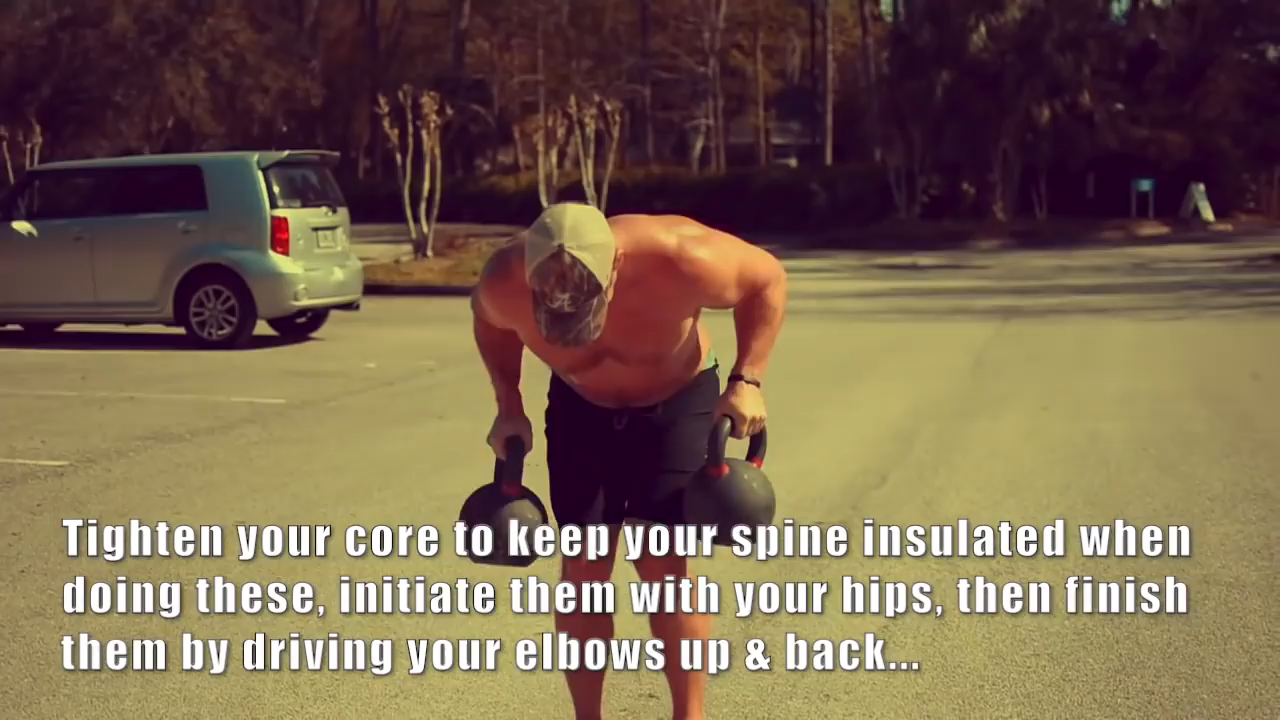 Tighten your core to keep your spine insulated when
doing these, initiate them with your hips, then finish
them by driving your elbows up & back...